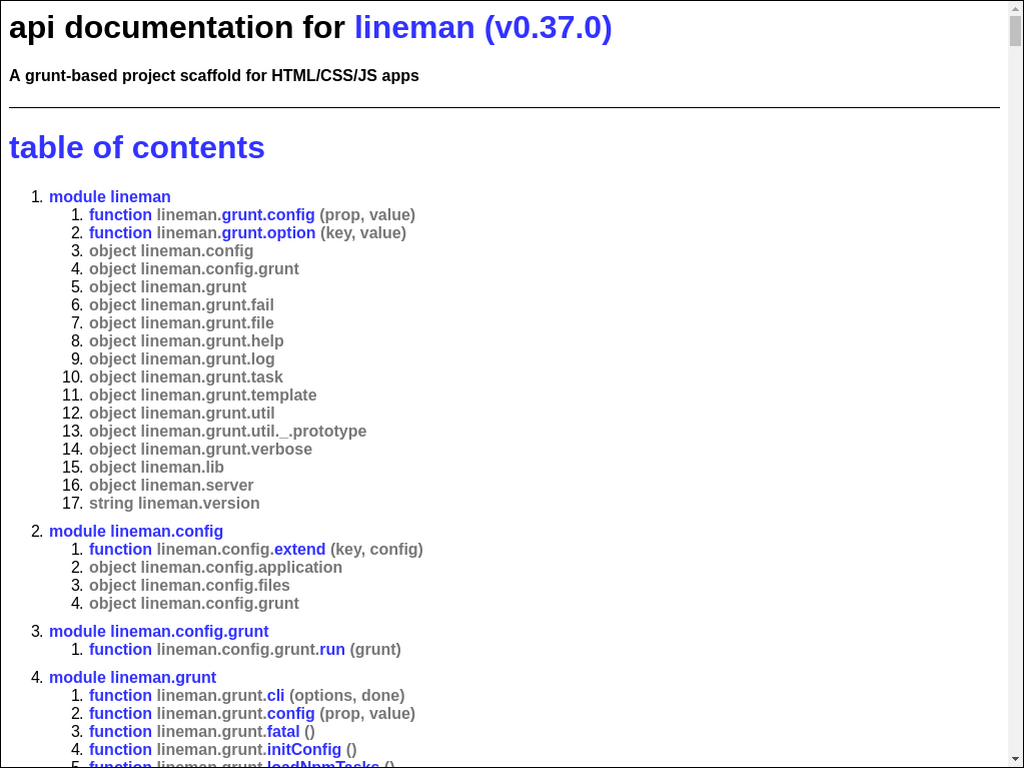 api documentation for lineman (v0.37.0)
A grunt-based project scaffold for HTML/CSS/JS apps
table of contents
1. module lineman
1. function lineman.grunt.config (prop, value)
2. function lineman.grunt.option (key, value)
3. object lineman.config
4. object lineman.config.grunt
5. object lineman.grunt
6. object lineman.grunt.fail
7. object lineman.grunt.file
8. object lineman.grunt.help
9. object lineman.grunt.log
10. object lineman.grunt.task
11. object lineman.grunt.template
12. object lineman.grunt.util
13. object lineman.grunt.util._.prototype
14. object lineman.grunt.verbose
15. object lineman.lib
16. object lineman.server
17. string lineman.version
2. module lineman.config
1. function lineman.config.extend (key, config)
2. object lineman.config.application
3. object lineman.config.files
4. object lineman.config.grunt
3. module lineman.config.grunt
1. function lineman.config.grunt.run (grunt)
4. module lineman.grunt
1. function lineman.grunt.cli (options, done)
2. function lineman.grunt.config (prop, value)
3. function lineman.grunt.fatal ()
4. function lineman.grunt.initConfig ()
5. function lineman.grunt.loadNpmTasks ()